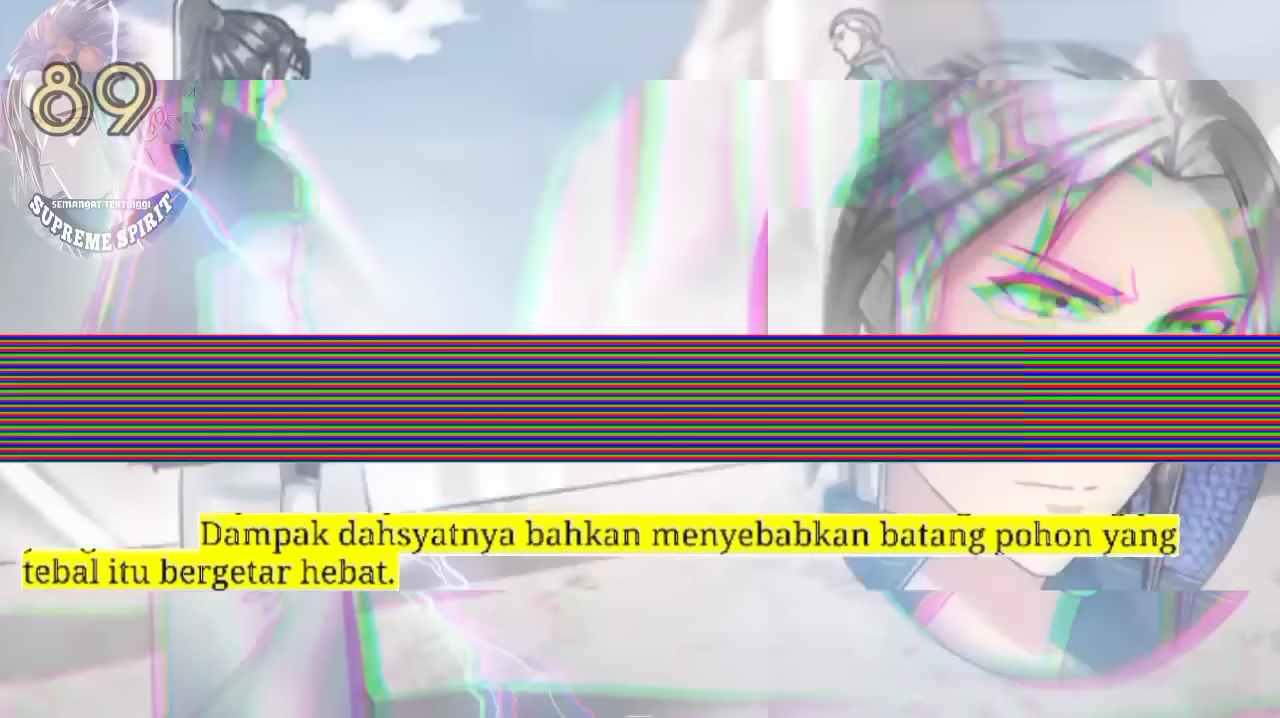 89
SEMANGAT TERTINGGI
SUPREME SPIRIT
Dampak dahsyatnya bahkan menyebabkan batang pohon yang
tebal itu bergetar hebat.